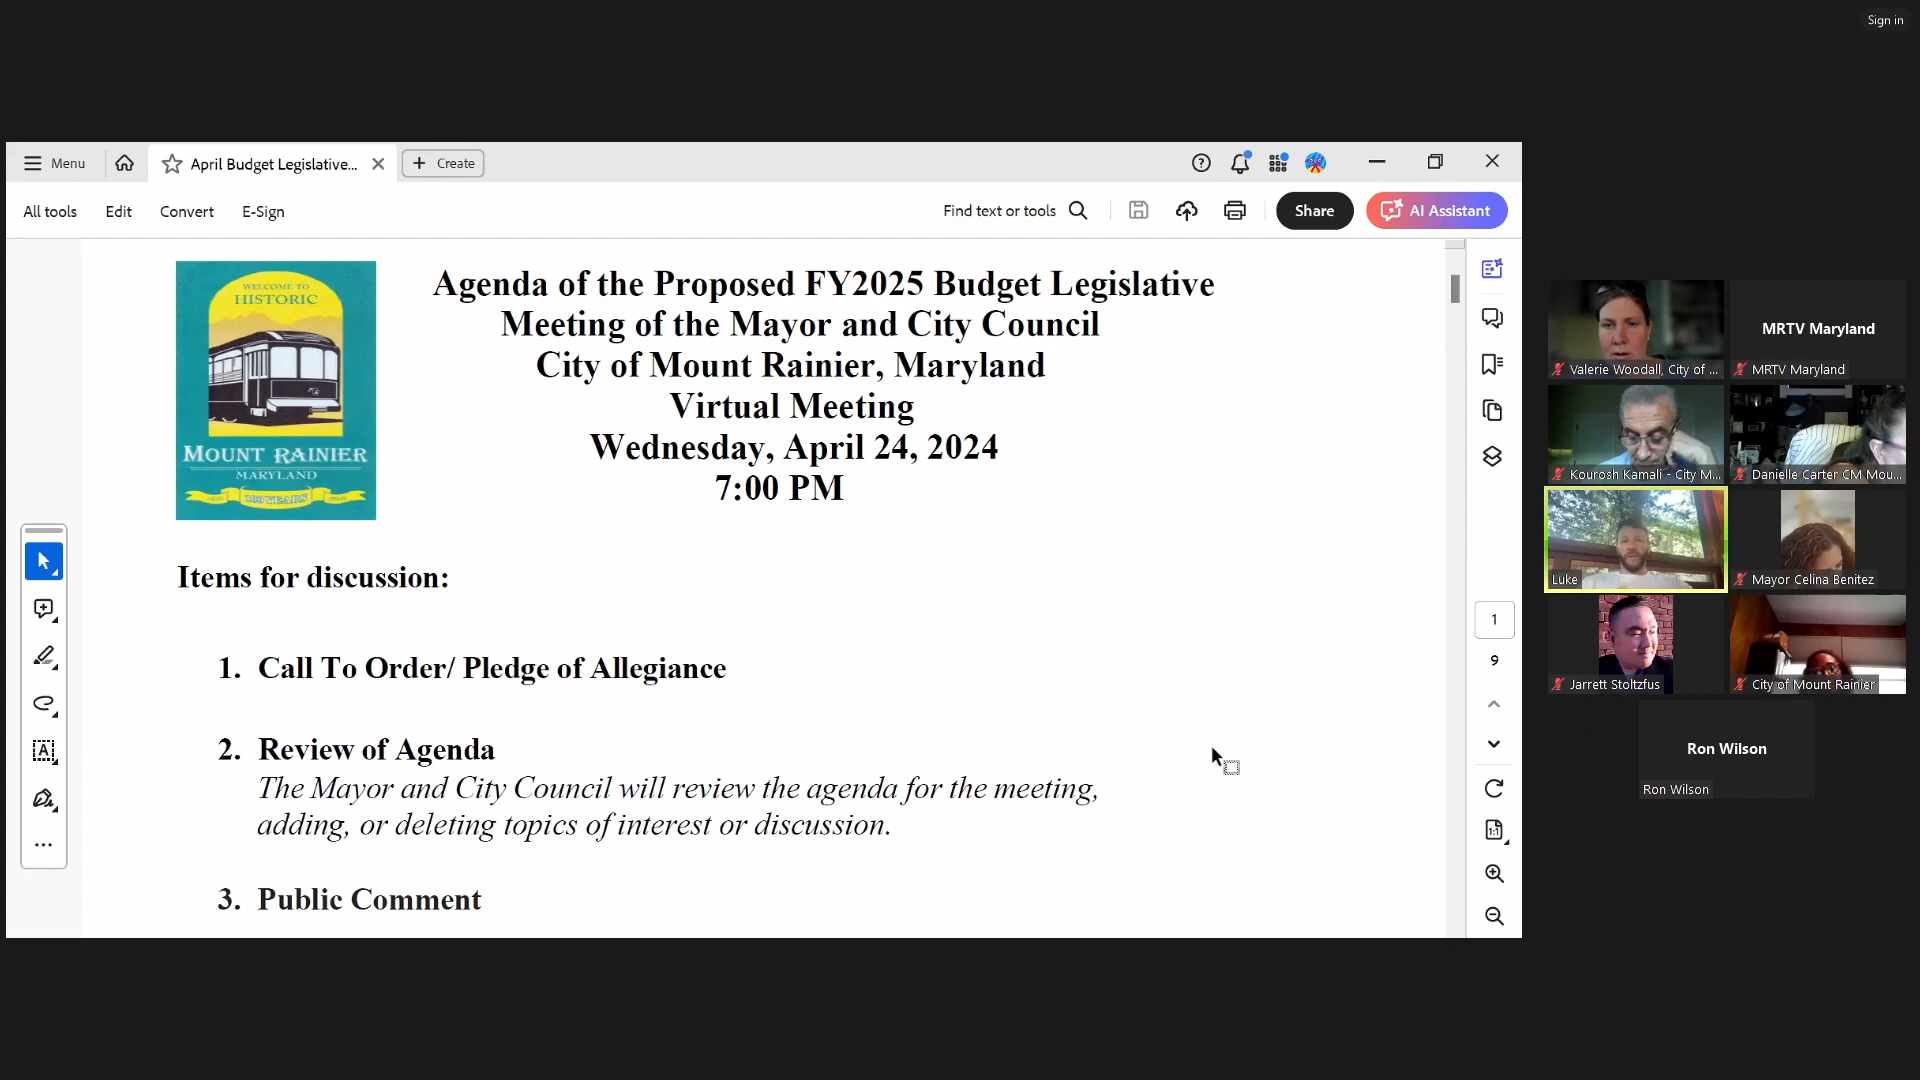 Sign in
Menu
April Budget Legislative...
Create
All tools
Edit
Convert
E-Sign
Find text or tools
Share
AI Assistant
WELCOME TO
HISTORIC
MOUNT RAINIER
MARYLAND
100 YEARS
Agenda of the Proposed FY2025 Budget Legislative
Meeting of the Mayor and City Council
City of Mount Rainier, Maryland
Virtual Meeting
Wednesday, April 24, 2024
7:00 PM
Items for discussion:
1. Call To Order/ Pledge of Allegiance
2. Review of Agenda
The Mayor and City Council will review the agenda for the meeting,
adding, or deleting topics of interest or discussion.
3. Public Comment
1
9
Valerie Woodall, City of ...
MRTV Maryland
MRTV Maryland
Kourosh Kamali - City M...
Danielle Carter CM Mou...
Luke
Mayor Celina Benitez
Jarrett Stoltzfus
City of Mount Rainier
Ron Wilson
Ron Wilson